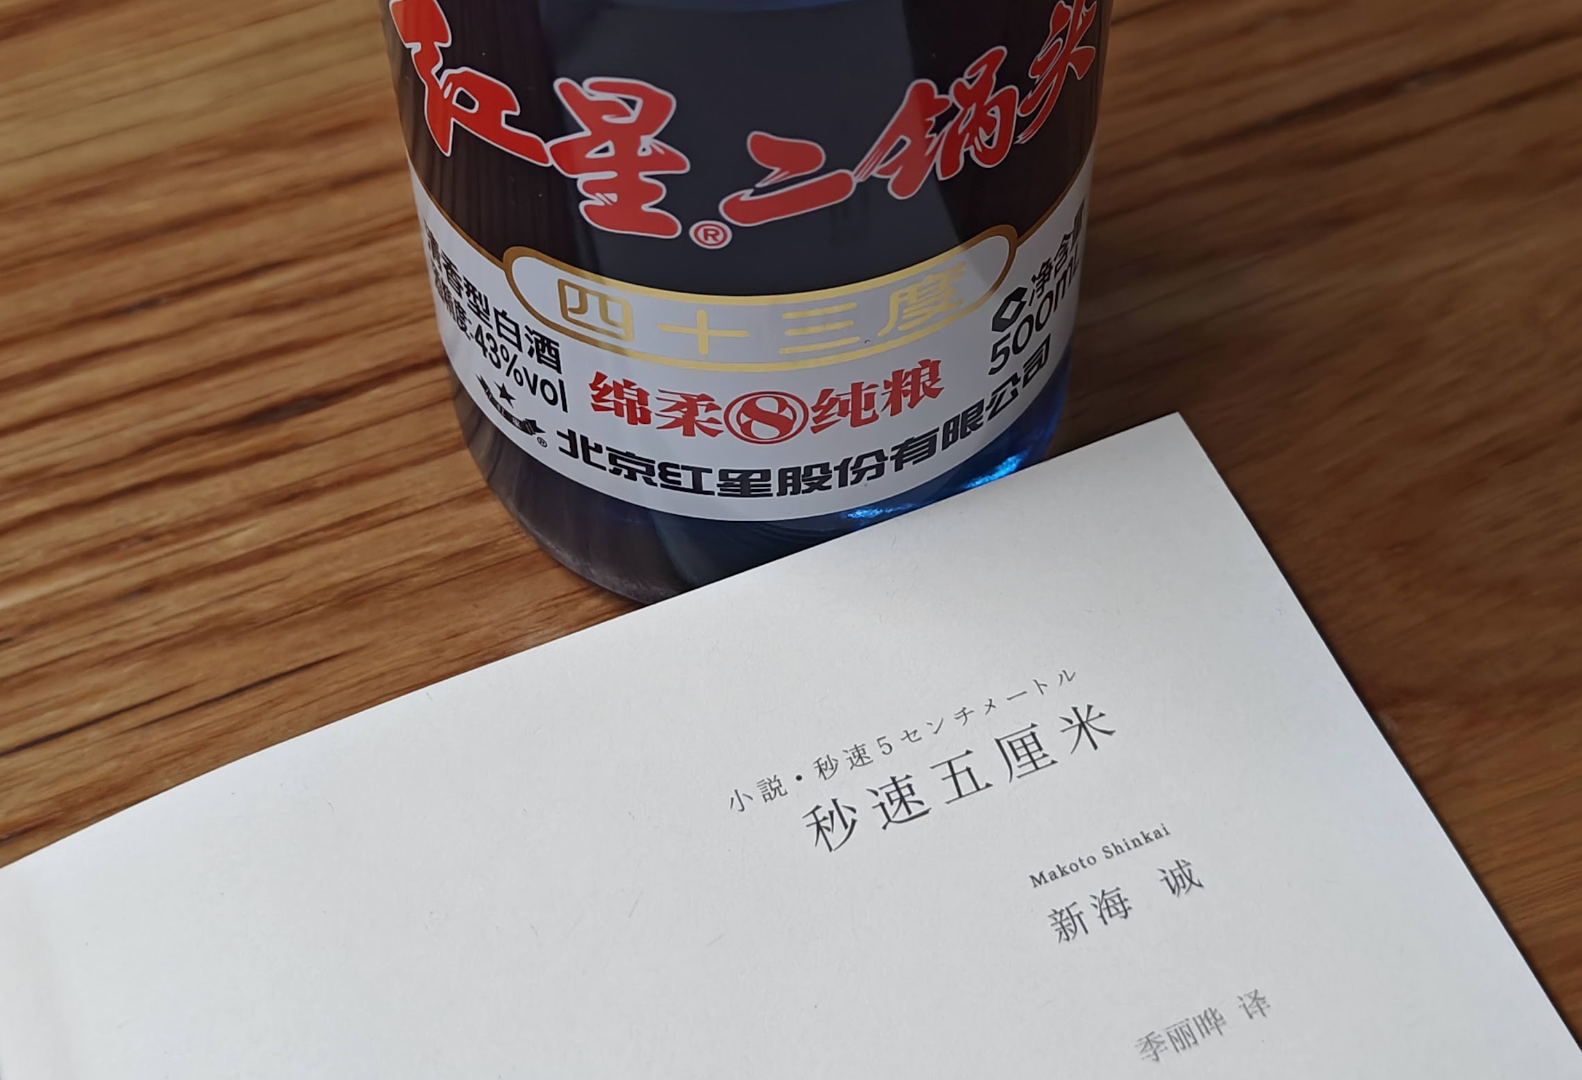 红星二锅头
®
四十三度
清香型白酒
酒精度:43%vol
净含量
500mL
绵柔8纯粮
北京红星股份有限公司
小説・秒速5センチメートル
秒速五厘米
Makoto Shinkai
新海 诚
季丽晔 译